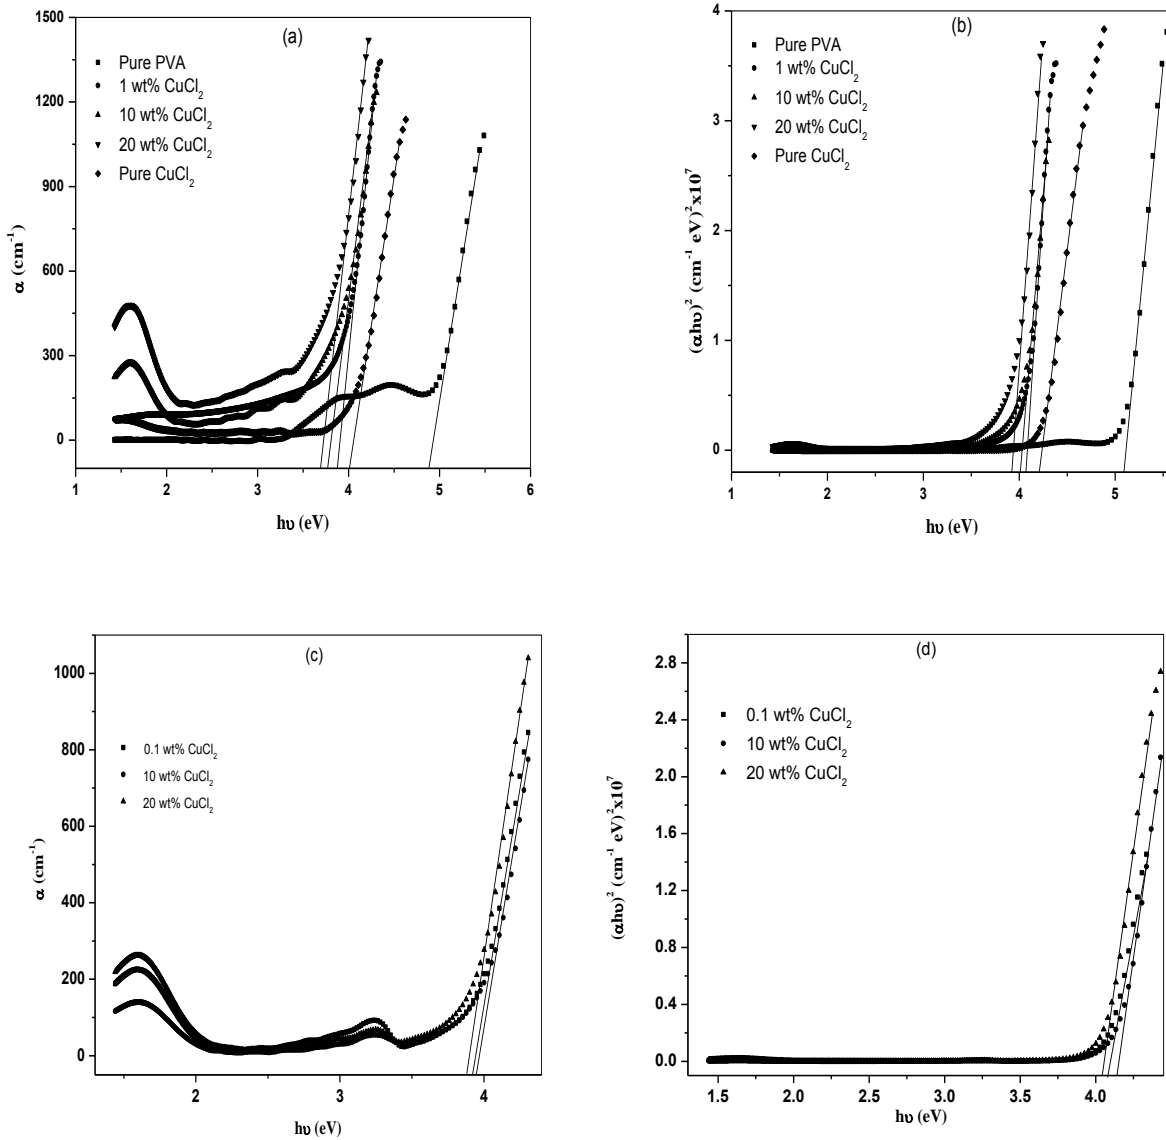 (a)
1500
1200
900
600
300
0
α (cm⁻¹)
Pure PVA
1 wt% CuCl₂
10 wt% CuCl₂
20 wt% CuCl₂
Pure CuCl₂
1 2 3 4 5 6
hυ (eV)
(b)
4
3
2
1
0
(αhυ)² (cm⁻¹ eV)²x10⁷
Pure PVA
1 wt% CuCl₂
10 wt% CuCl₂
20 wt% CuCl₂
Pure CuCl₂
1 2 3 4 5
hυ (eV)
(c)
1000
800
600
400
200
0
α (cm⁻¹)
0.1 wt% CuCl₂
10 wt% CuCl₂
20 wt% CuCl₂
2 3 4
hυ (eV)
(d)
2.8
2.4
2.0
1.6
1.2
0.8
0.4
0.0
(αhυ)² (cm⁻¹ eV)²x10⁷
0.1 wt% CuCl₂
10 wt% CuCl₂
20 wt% CuCl₂
1.5 2.0 2.5 3.0 3.5 4.0
hυ (eV)